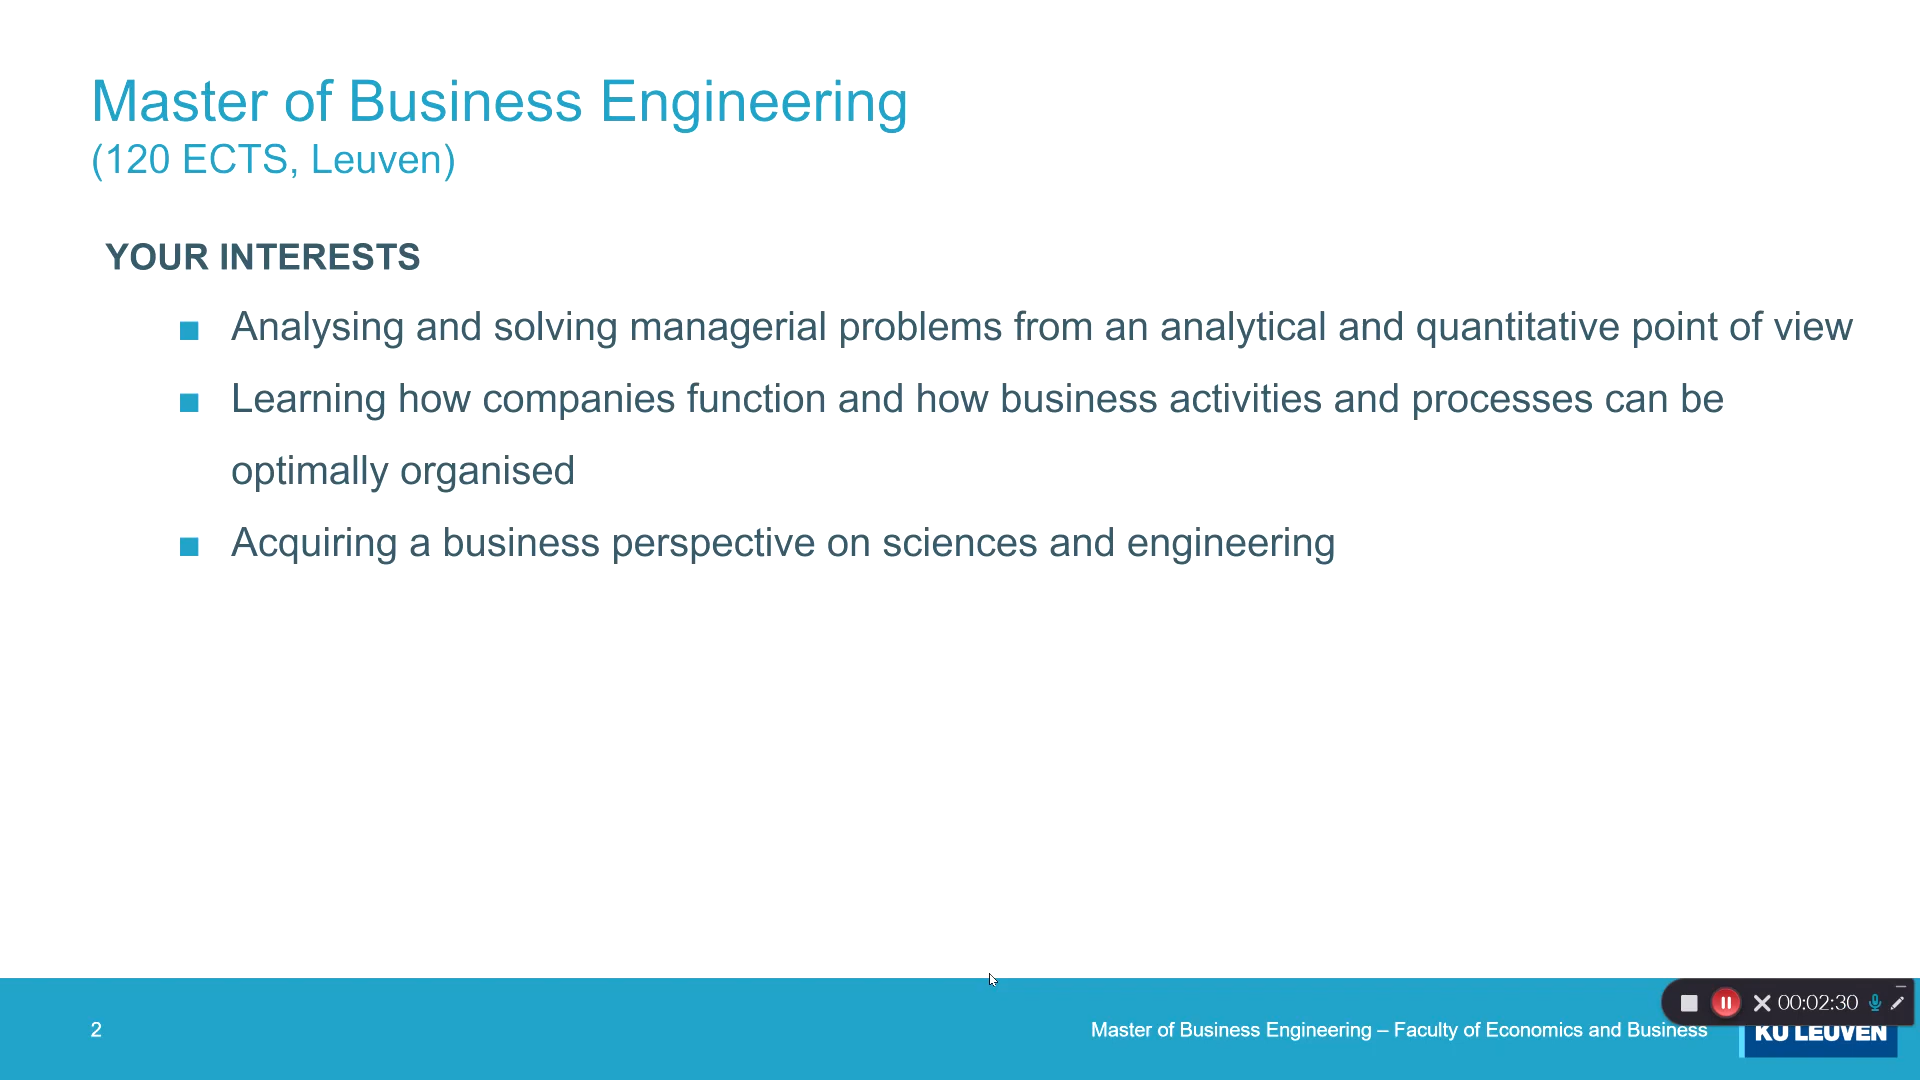 Master of Business Engineering
(120 ECTS, Leuven)
YOUR INTERESTS
Analysing and solving managerial problems from an analytical and quantitative point of view
Learning how companies function and how business activities and processes can be
optimally organised
Acquiring a business perspective on sciences and engineering
2
Master of Business Engineering – Faculty of Economics and Business
00:02:30
KU LEUVEN